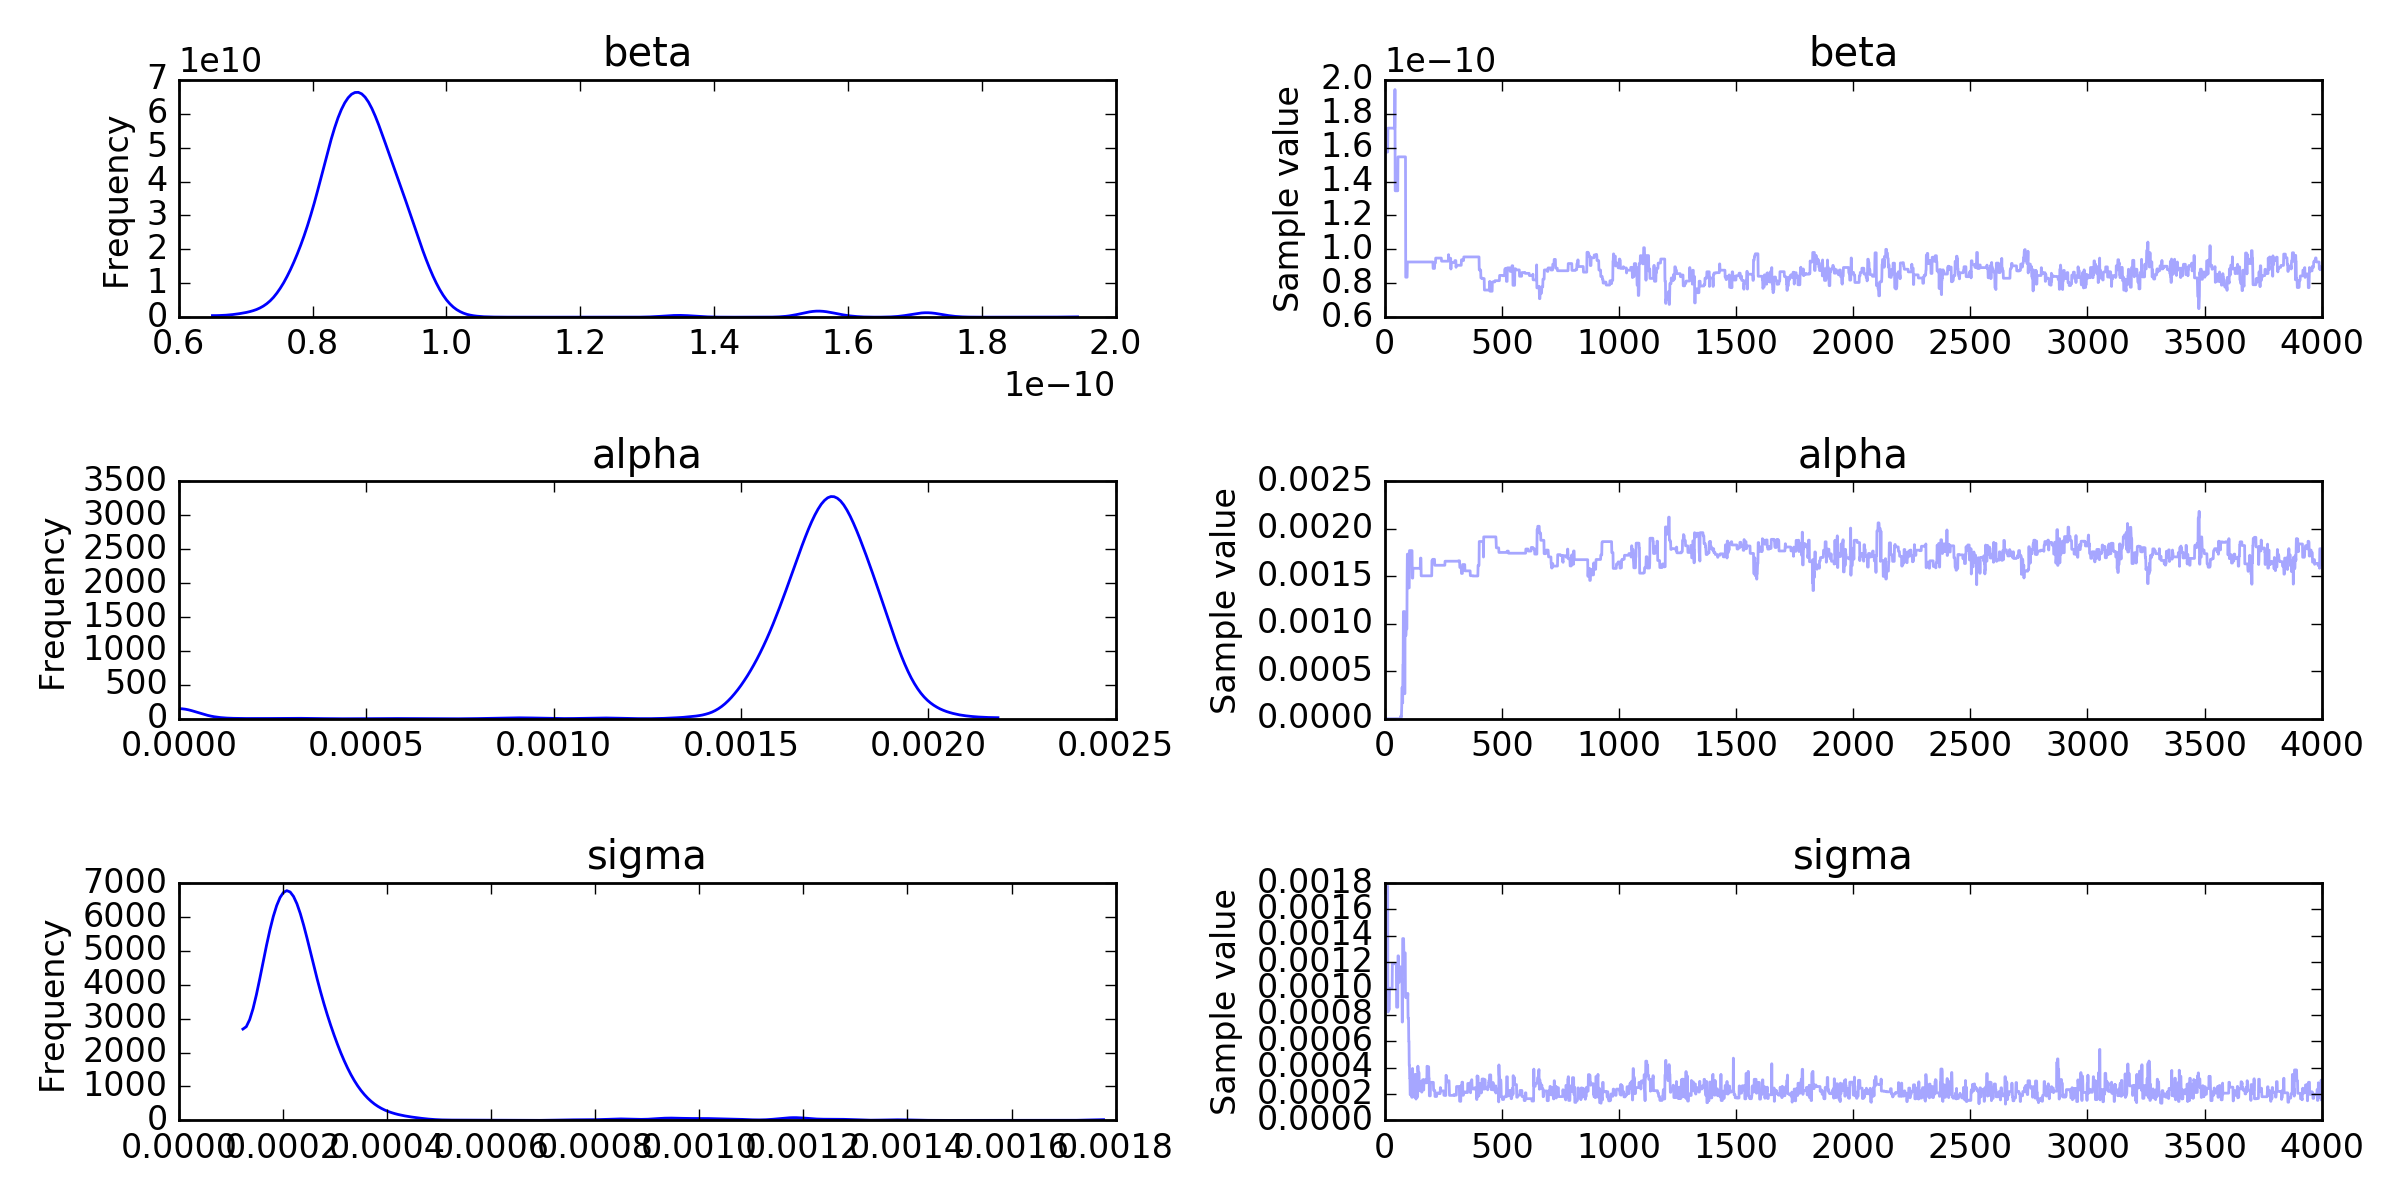 beta
1e10
7
6
5
4
3
2
1
0
Frequency
0.6 0.8 1.0 1.2 1.4 1.6 1.8 2.0
1e−10
beta
1e−10
2.0
1.8
1.6
1.4
1.2
1.0
0.8
0.6
Sample value
0 500 1000 1500 2000 2500 3000 3500 4000
alpha
3500
3000
2500
2000
1500
1000
500
0
Frequency
0.0000 0.0005 0.0010 0.0015 0.0020 0.0025
alpha
0.0025
0.0020
0.0015
0.0010
0.0005
0.0000
Sample value
0 500 1000 1500 2000 2500 3000 3500 4000
sigma
7000
6000
5000
4000
3000
2000
1000
0
Frequency
0.0000 0.0002 0.0004 0.0006 0.0008 0.0010 0.0012 0.0014 0.0016 0.0018
sigma
0.0018
0.0016
0.0014
0.0012
0.0010
0.0008
0.0006
0.0004
0.0002
0.0000
Sample value
0 500 1000 1500 2000 2500 3000 3500 4000